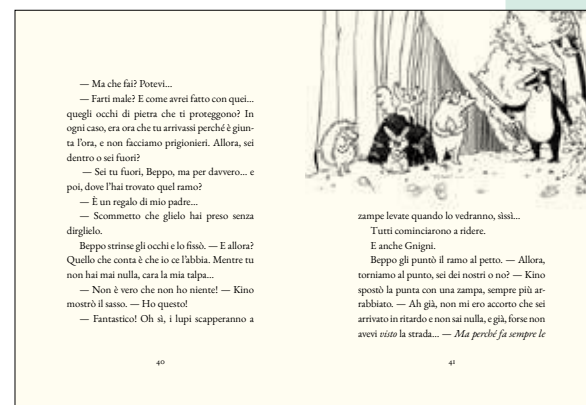 — Ma che fai? Potevi...
— Farti male? E come avrei fatto con quei...
quegli occhi di pietra che ti proteggono? In
ogni caso, era ora che tu arrivassi perché è giun-
ta l'ora, e non facciamo prigionieri. Allora, sei
dentro o sei fuori?
— Sei tu fuori, Beppo, ma per davvero... e
poi, dove l'hai trovato quel ramo?
— È un regalo di mio padre...
— Scommetto che glielo hai preso senza
dirglielo.
Beppo strinse gli occhi e lo fissò. — E allora?
Quello che conta è che io ce l'abbia. Mentre tu
non hai mai nulla, cara la mia talpa...
— Non è vero che non ho niente! — Kino
mostrò il sasso. — Ho questo!
— Fantastico! Oh sì, i lupi scapperanno a
40
zampe levate quando lo vedranno, sìssì...
Tutti cominciarono a ridere.
E anche Gnigni.
Beppo gli puntò il ramo al petto. — Allora,
torniamo al punto, sei dei nostri o no? — Kino
spostò la punta con una zampa, sempre più ar-
rabbiato. — Ah già, non mi ero accorto che sei
arrivato in ritardo e non sai nulla, e già, forse non
avevi visto la strada... — Ma perché fa sempre le
41